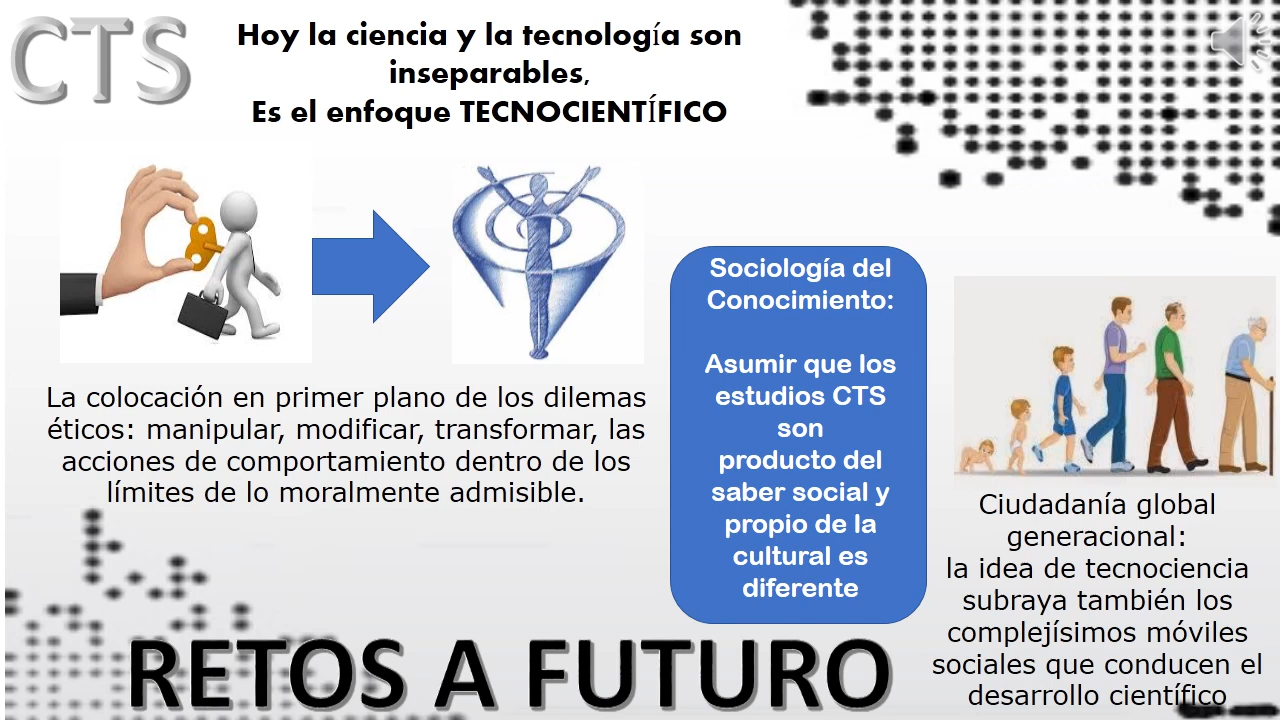 CTS
Hoy la ciencia y la tecnología son
inseparables,
Es el enfoque TECNOCIENTÍFICO
La colocación en primer plano de los dilemas
éticos: manipular, modificar, transformar, las
acciones de comportamiento dentro de los
límites de lo moralmente admisible.
Sociología del
Conocimiento:
Asumir que los
estudios CTS
son
producto del
saber social y
propio de la
cultural es
diferente
Ciudadanía global
generacional:
la idea de tecnociencia
subraya también los
complejísimos móviles
sociales que conducen el
desarrollo científico
RETOS A FUTURO